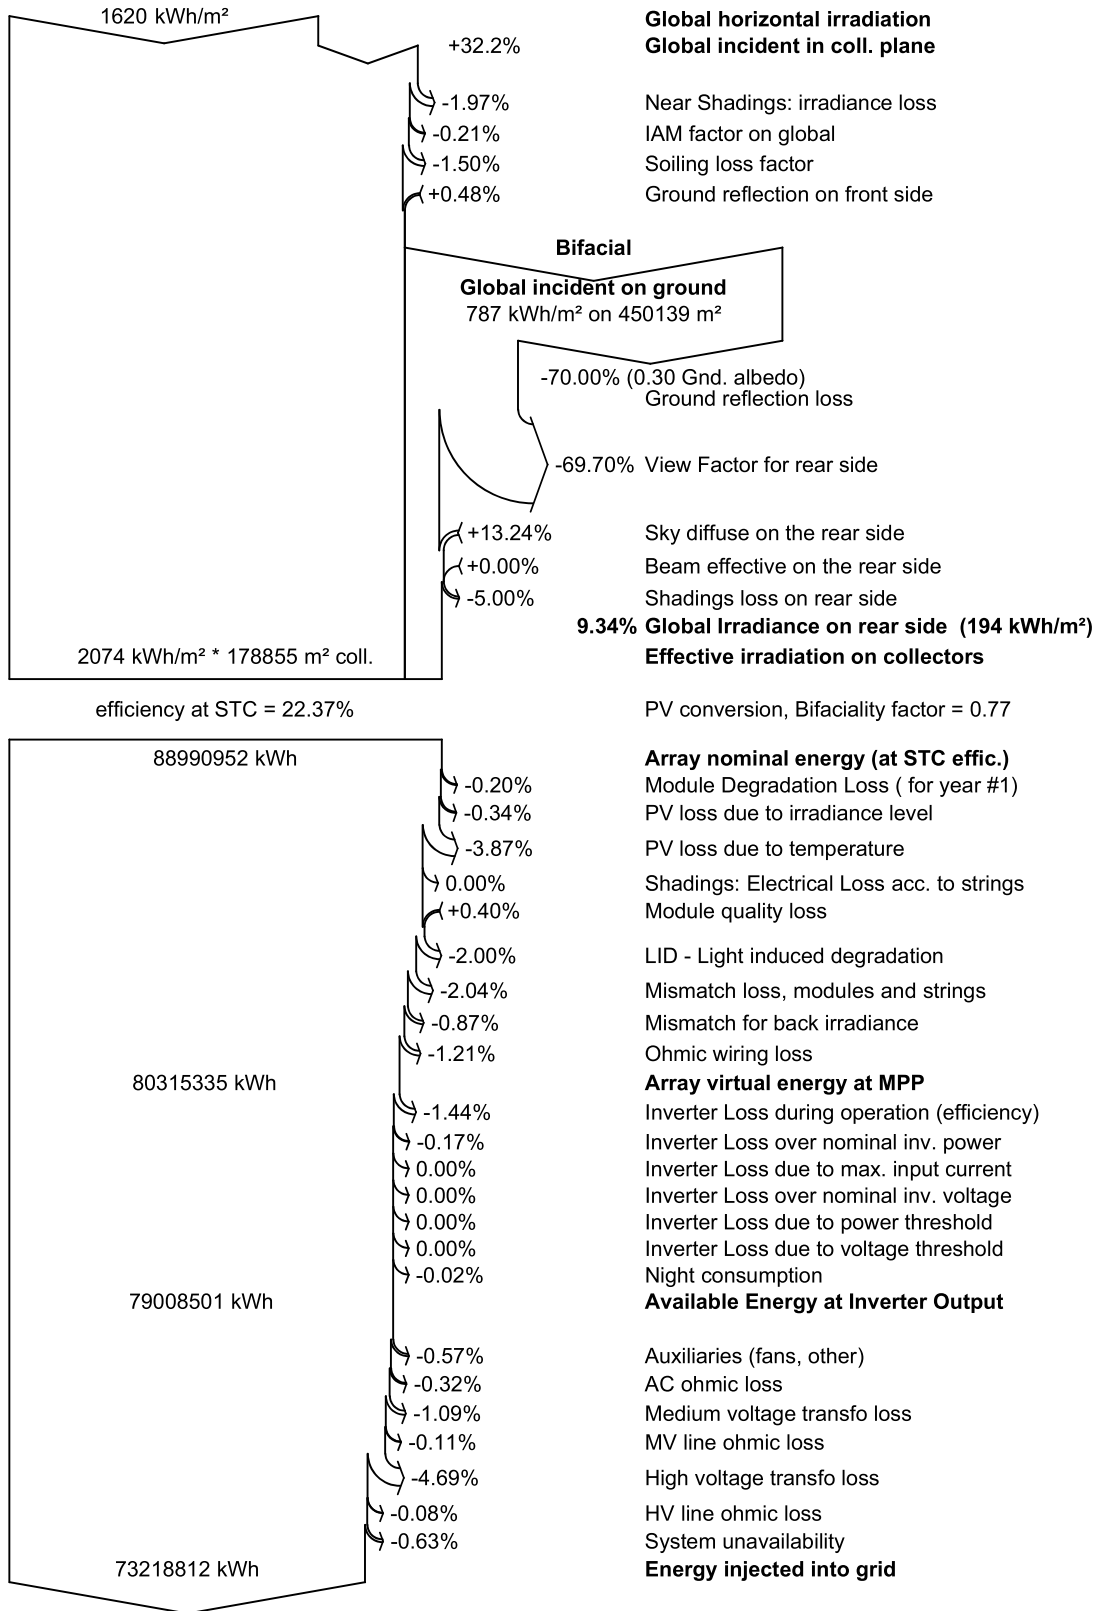 1620 kWh/m² Global horizontal irradiation
+32.2% Global incident in coll. plane
-1.97% Near Shadings: irradiance loss
-0.21% IAM factor on global
-1.50% Soiling loss factor
+0.48% Ground reflection on front side
Bifacial
Global incident on ground
787 kWh/m² on 450139 m²
-70.00% (0.30 Gnd. albedo)
Ground reflection loss
-69.70% View Factor for rear side
+13.24% Sky diffuse on the rear side
+0.00% Beam effective on the rear side
-5.00% Shadings loss on rear side
9.34% Global Irradiance on rear side (194 kWh/m²)
2074 kWh/m² * 178855 m² coll. Effective irradiation on collectors
efficiency at STC = 22.37% PV conversion, Bifaciality factor = 0.77
88990952 kWh Array nominal energy (at STC effic.)
-0.20% Module Degradation Loss ( for year #1)
-0.34% PV loss due to irradiance level
-3.87% PV loss due to temperature
0.00% Shadings: Electrical Loss acc. to strings
+0.40% Module quality loss
-2.00% LID - Light induced degradation
-2.04% Mismatch loss, modules and strings
-0.87% Mismatch for back irradiance
-1.21% Ohmic wiring loss
80315335 kWh Array virtual energy at MPP
-1.44% Inverter Loss during operation (efficiency)
-0.17% Inverter Loss over nominal inv. power
0.00% Inverter Loss due to max. input current
0.00% Inverter Loss over nominal inv. voltage
0.00% Inverter Loss due to power threshold
0.00% Inverter Loss due to voltage threshold
-0.02% Night consumption
79008501 kWh Available Energy at Inverter Output
-0.57% Auxiliaries (fans, other)
-0.32% AC ohmic loss
-1.09% Medium voltage transfo loss
-0.11% MV line ohmic loss
-4.69% High voltage transfo loss
-0.08% HV line ohmic loss
-0.63% System unavailability
73218812 kWh Energy injected into grid